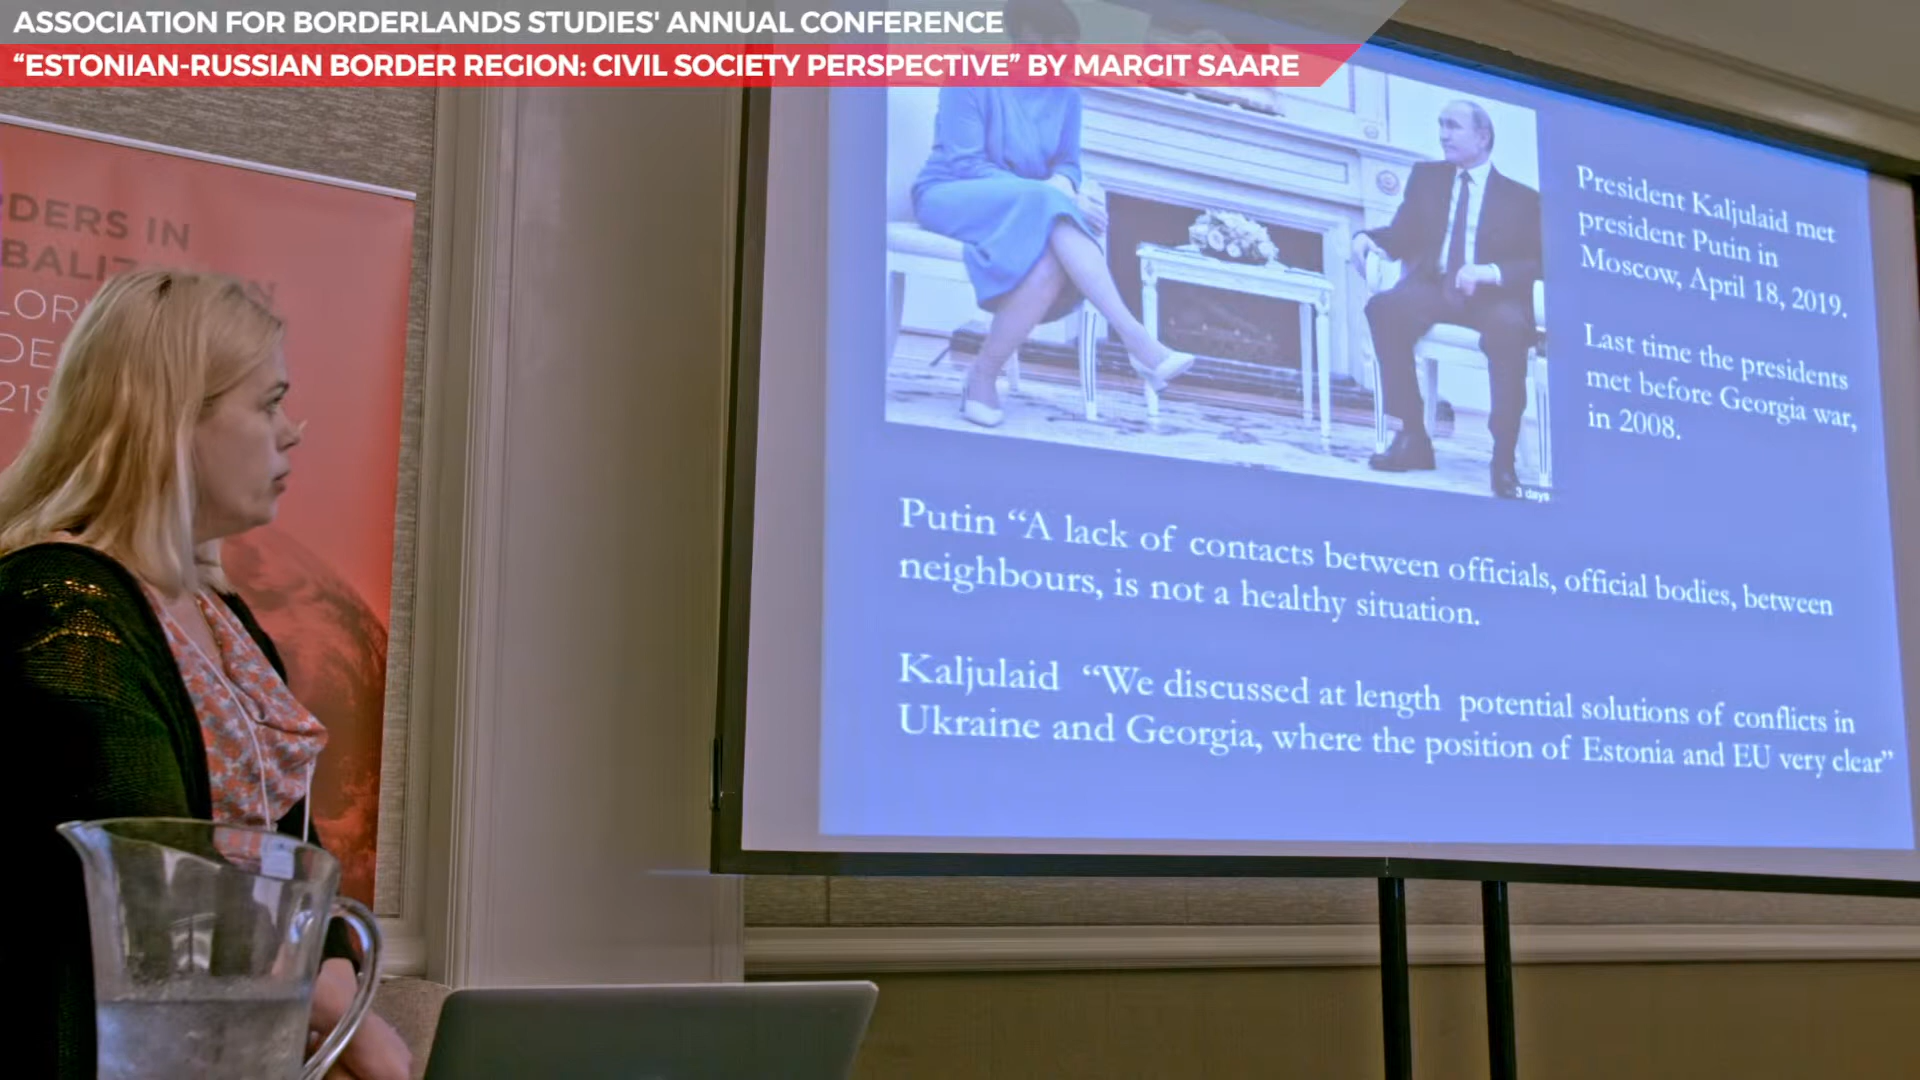 ASSOCIATION FOR BORDERLANDS STUDIES' ANNUAL CONFERENCE
“ESTONIAN-RUSSIAN BORDER REGION: CIVIL SOCIETY PERSPECTIVE” BY MARGIT SAARE
President Kaljulaid met
president Putin in
Moscow, April 18, 2019.
Last time the presidents
met before Georgia war,
in 2008.
3 days
Putin “A lack of contacts between officials, official bodies, between
neighbours, is not a healthy situation.
Kaljulaid “We discussed at length potential solutions of conflicts in
Ukraine and Georgia, where the position of Estonia and EU very clear”
DERS IN